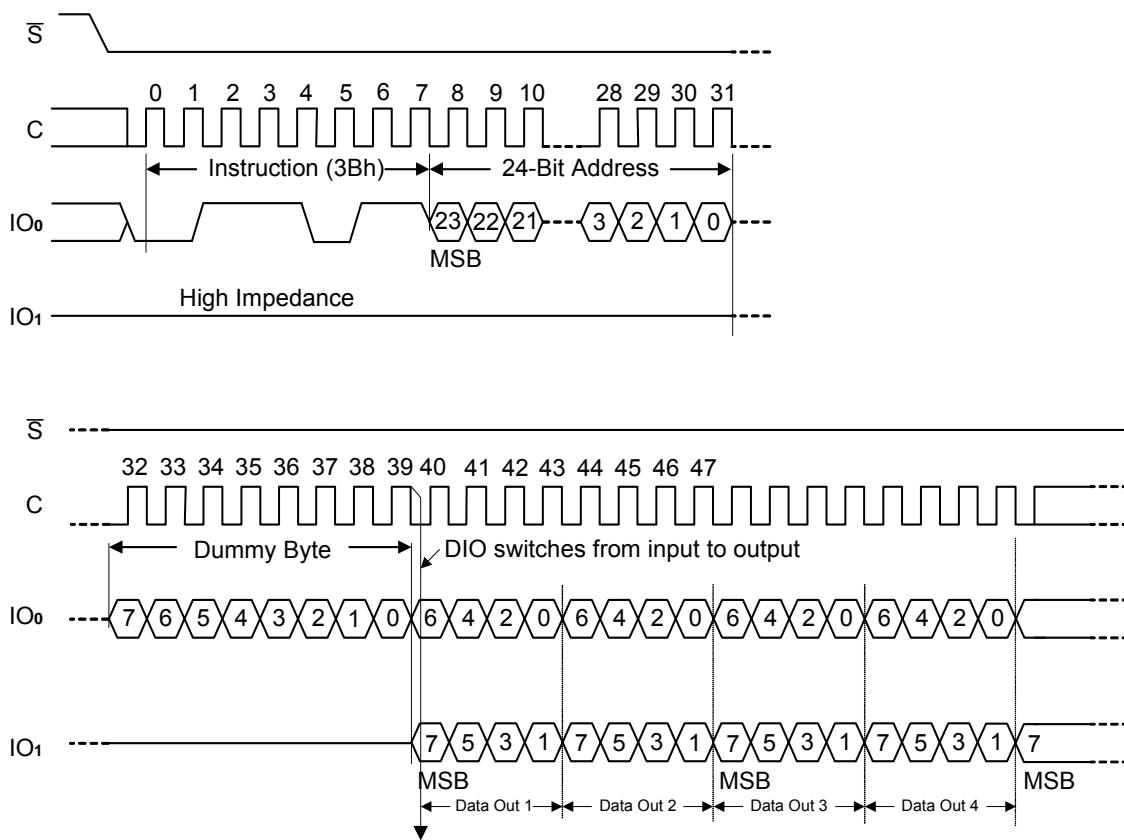 S̅
0 1 2 3 4 5 6 7 8 9 10 28 29 30 31
C
Instruction (3Bh) 24-Bit Address
IO0 23 22 21 3 2 1 0
MSB
High Impedance
IO1
S̅
32 33 34 35 36 37 38 39 40 41 42 43 44 45 46 47
C
Dummy Byte DIO switches from input to output
IO0 7 6 5 4 3 2 1 0 6 4 2 0 6 4 2 0 6 4 2 0 6 4 2 0
IO1 7 5 3 1 7 5 3 1 7 5 3 1 7 5 3 1 7
MSB MSB MSB
Data Out 1 Data Out 2 Data Out 3 Data Out 4